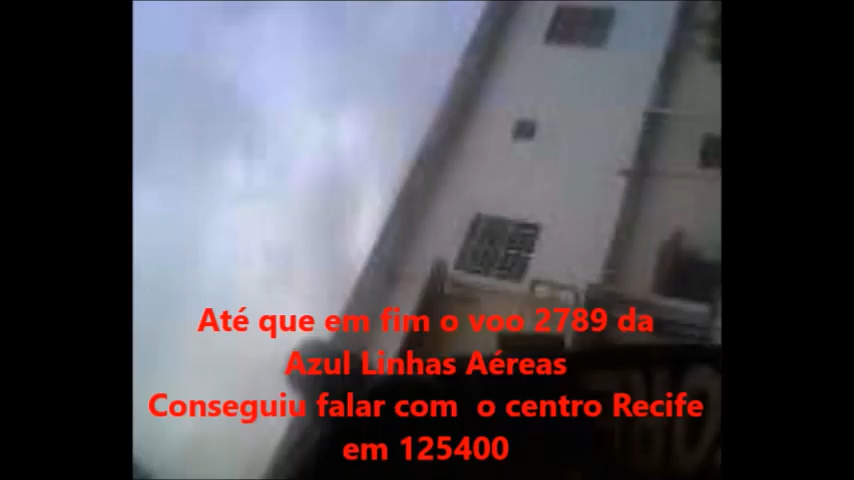 Até que em fim o voo 2789 da
Azul Linhas Aéreas
Conseguiu falar com  o centro Recife
em 125400